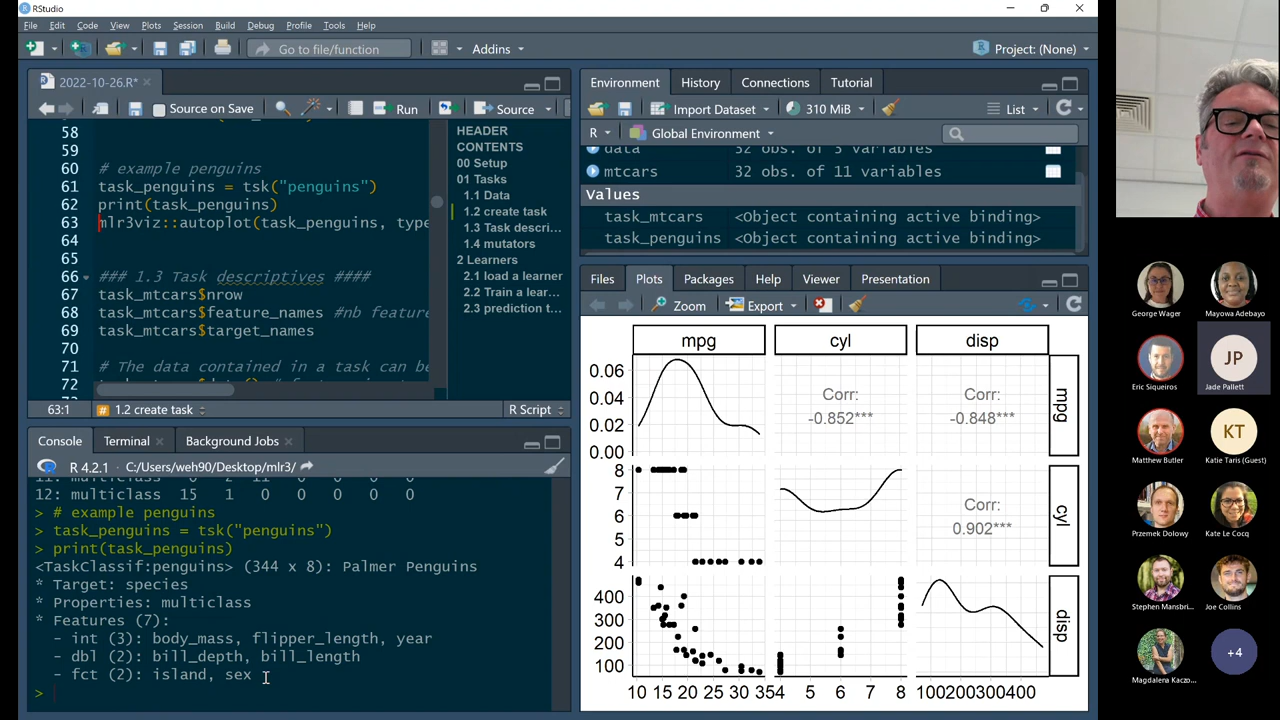 RStudio
File Edit Code View Plots Session Build Debug Profile Tools Help
Go to file/function
Addins
Project: (None)
2022-10-26.R*
Source on Save
Run
Source
58
59
60 # example penguins
61 task_penguins = tsk("penguins")
62 print(task_penguins)
63 mlr3viz::autoplot(task_penguins, type
64
65
66 ### 1.3 Task descriptives ####
67 task_mtcars$nrow
68 task_mtcars$feature_names #nb feature
69 task_mtcars$target_names
70
71 # The data contained in a task can be
72
HEADER
CONTENTS
00 Setup
01 Tasks
1.1 Data
1.2 create task
1.3 Task descri...
1.4 mutators
2 Learners
2.1 load a learner
2.2 Train a lear...
2.3 prediction t...
63:1
1.2 create task
R Script
Console Terminal Background Jobs
R 4.2.1 · C:/Users/weh90/Desktop/mlr3/
12: multiclass 15 1 0 0 0 0 0
> # example penguins
> task_penguins = tsk("penguins")
> print(task_penguins)
<TaskClassif:penguins> (344 x 8): Palmer Penguins
* Target: species
* Properties: multiclass
* Features (7):
- int (3): body_mass, flipper_length, year
- dbl (2): bill_depth, bill_length
- fct (2): island, sex
>
Environment History Connections Tutorial
Import Dataset
310 MiB
List
R
Global Environment
data 32 obs. of 3 variables
mtcars 32 obs. of 11 variables
Values
task_mtcars <Object containing active binding>
task_penguins <Object containing active binding>
Files Plots Packages Help Viewer Presentation
Zoom
Export
mpg cyl disp
0.06
0.04
0.02
0.00
Corr:
-0.852***
Corr:
-0.848***
mpg
8
7
6
5
4
Corr:
0.902***
cyl
400
300
200
100
disp
10 15 20 25 30 35
4 5 6 7 8
100 200 300 400
George Wager
Mayowa Adebayo
Eric Siqueiros
JP
Jade Pallett
Matthew Butler
KT
Katie Taris (Guest)
Przemek Dolowy
Kate Le Cocq
Stephen Mansbri...
Joe Collins
Magdalena Kaczo...
+4